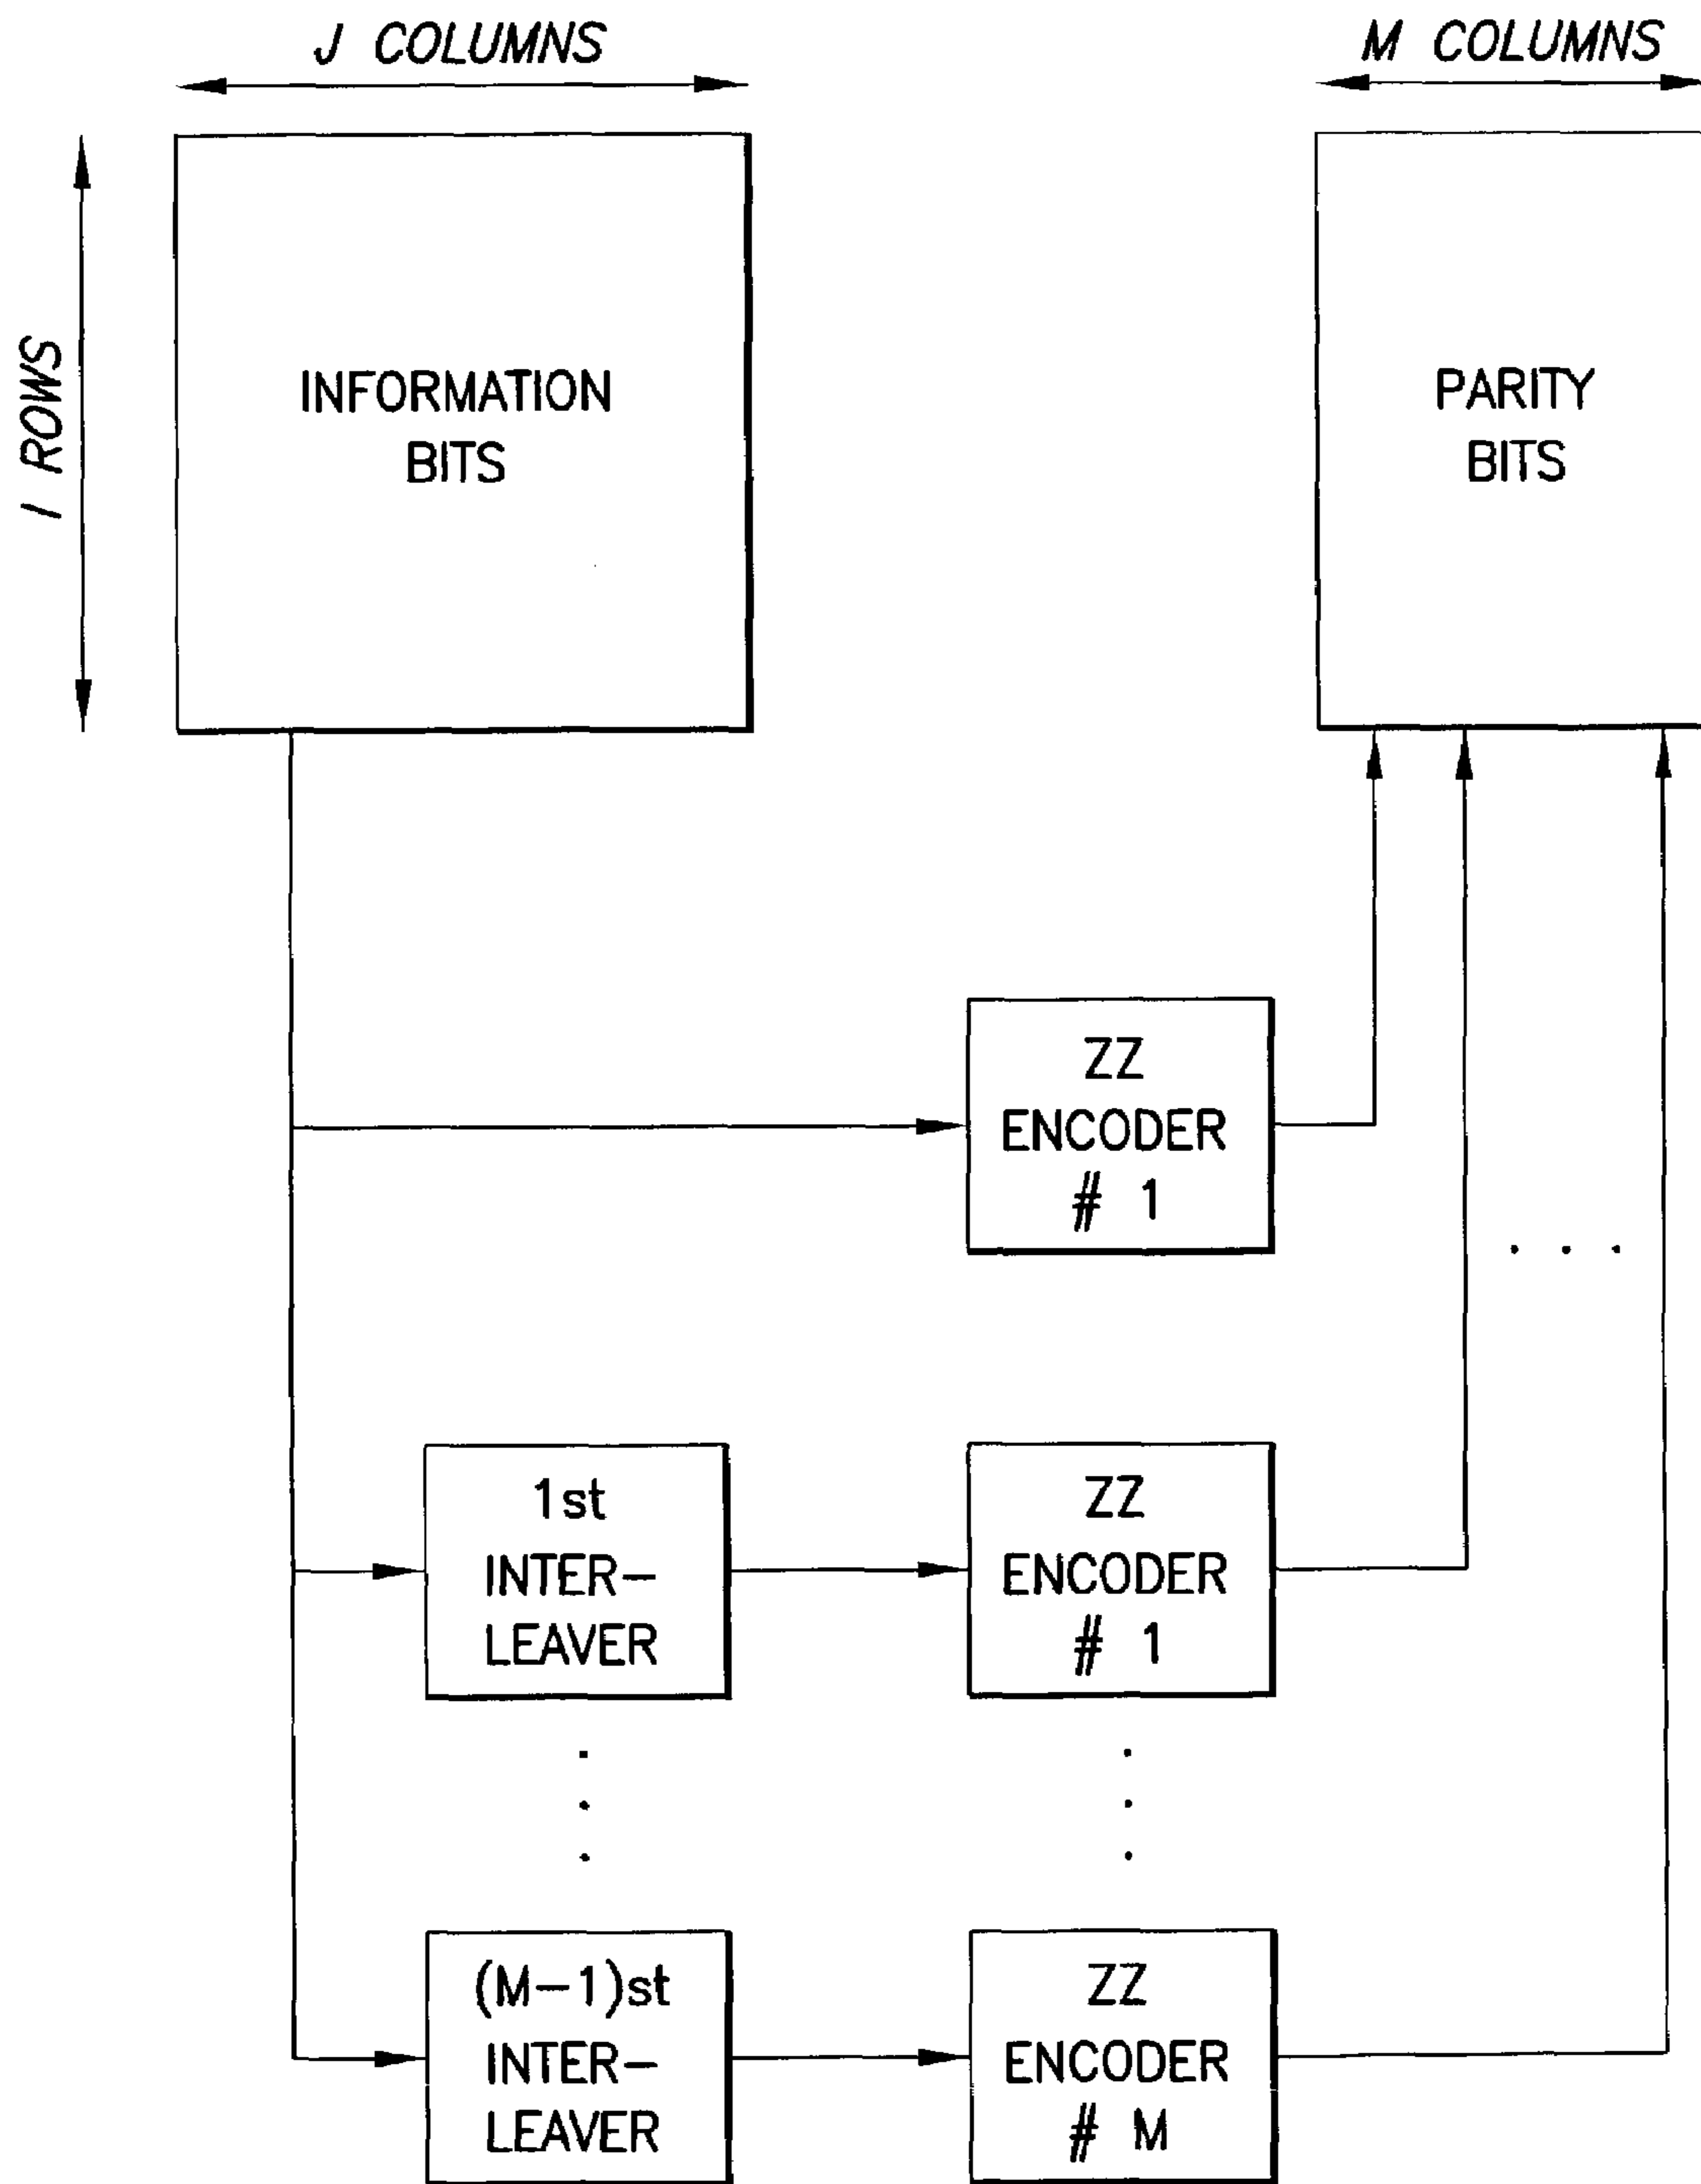 J COLUMNS
M COLUMNS
I ROWS
INFORMATION
BITS
PARITY
BITS
ZZ
ENCODER
# 1
. . .
1st
INTER-
LEAVER
ZZ
ENCODER
# 1
(M-1)st
INTER-
LEAVER
ZZ
ENCODER
# M